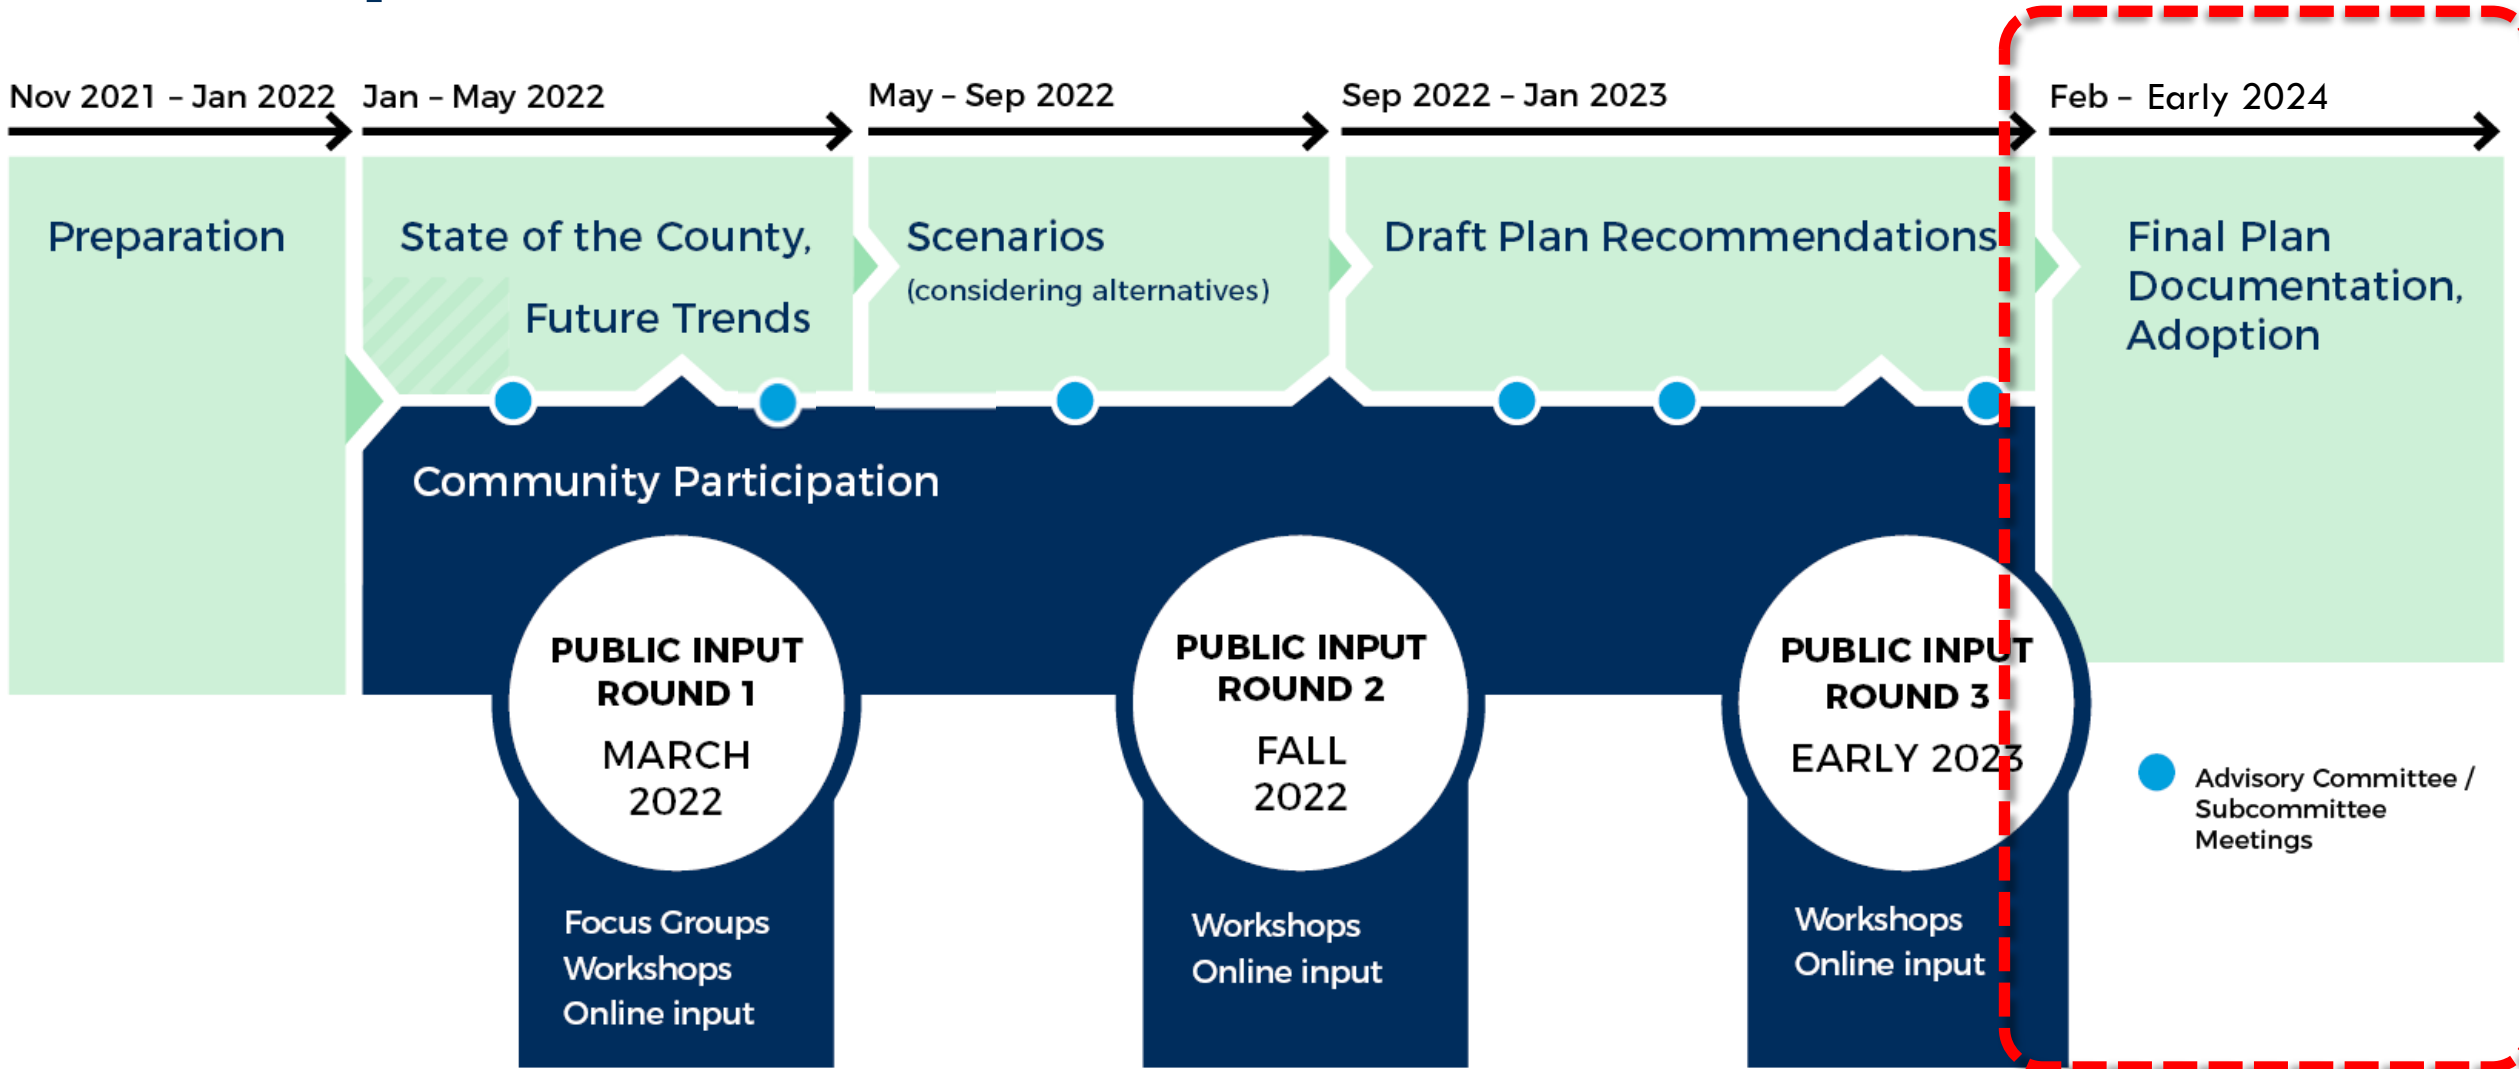 Nov 2021 – Jan 2022
Jan – May 2022
May – Sep 2022
Sep 2022 – Jan 2023
Feb – Early 2024
Preparation
State of the County,
Future Trends
Scenarios
(considering alternatives)
Draft Plan Recommendations
Final Plan
Documentation,
Adoption
Community Participation
PUBLIC INPUT
ROUND 1
MARCH
2022
Focus Groups
Workshops
Online input
PUBLIC INPUT
ROUND 2
FALL
2022
Workshops
Online input
PUBLIC INPUT
ROUND 3
EARLY 2023
Workshops
Online input
Advisory Committee /
Subcommittee
Meetings